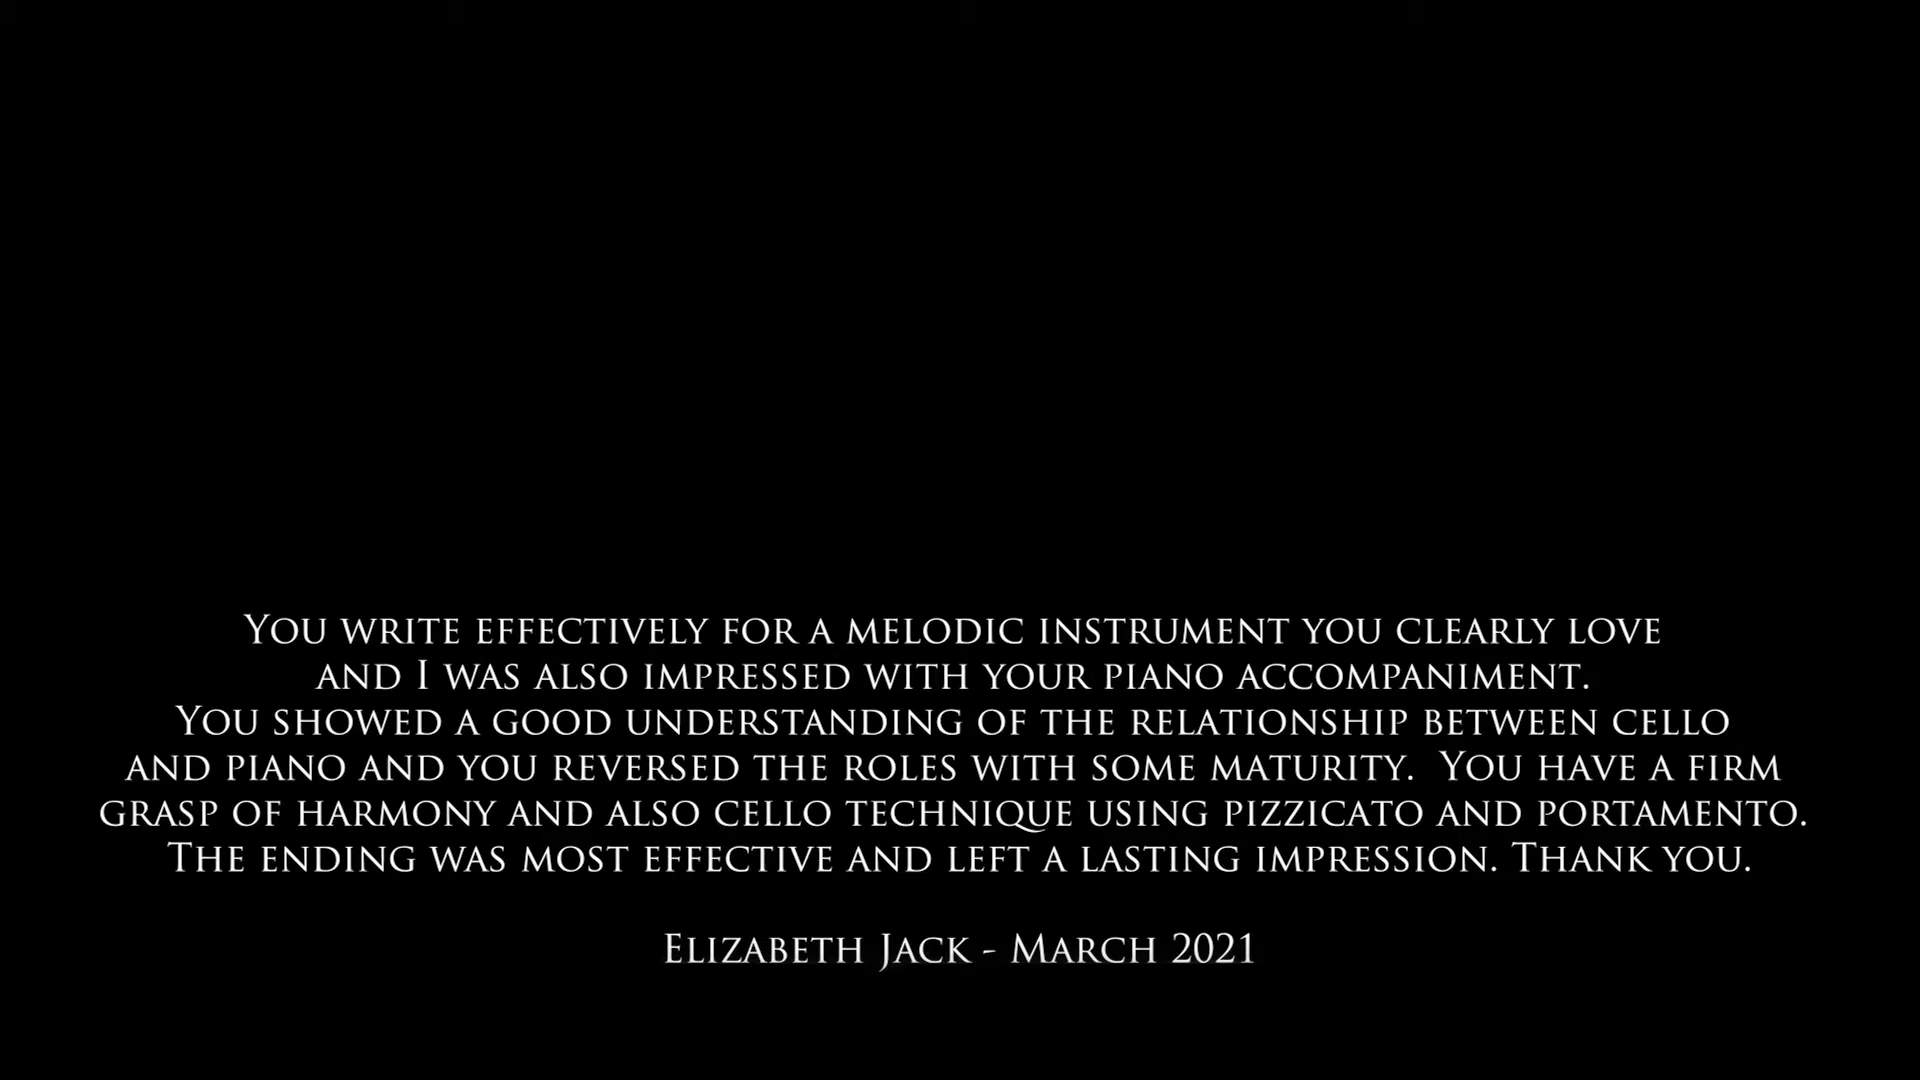 You write effectively for a melodic instrument you clearly love
and I was also impressed with your piano accompaniment.
You showed a good understanding of the relationship between cello
and piano and you reversed the roles with some maturity.  You have a firm
grasp of harmony and also cello technique using pizzicato and portamento.
The ending was most effective and left a lasting impression. Thank you.
Elizabeth Jack - March 2021